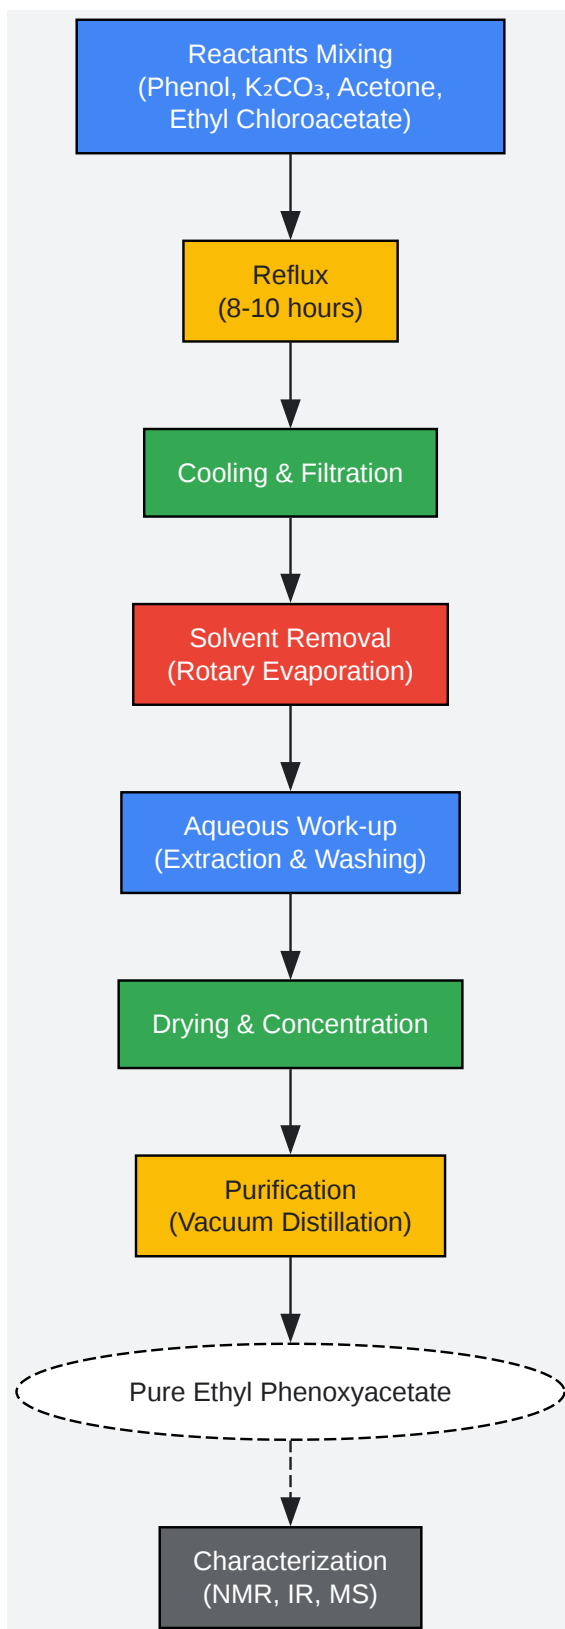 Reactants Mixing
(Phenol, K₂CO₃, Acetone,
Ethyl Chloroacetate)
Reflux
(8-10 hours)
Cooling & Filtration
Solvent Removal
(Rotary Evaporation)
Aqueous Work-up
(Extraction & Washing)
Drying & Concentration
Purification
(Vacuum Distillation)
Pure Ethyl Phenoxyacetate
Characterization
(NMR, IR, MS)